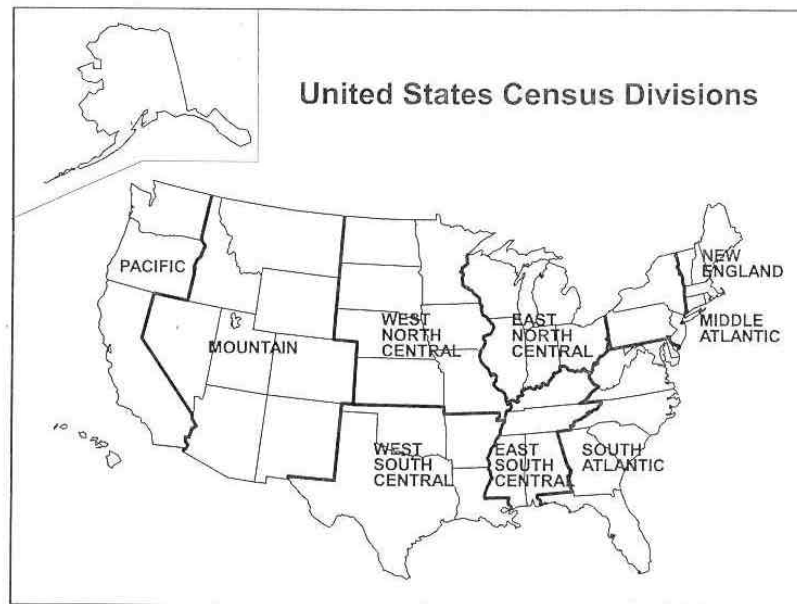 United States Census Divisions
PACIFIC
MOUNTAIN
WEST
NORTH
CENTRAL
EAST
NORTH
CENTRAL
NEW
ENGLAND
MIDDLE
ATLANTIC
WEST
SOUTH
CENTRAL
EAST
SOUTH
CENTRAL
SOUTH
ATLANTIC